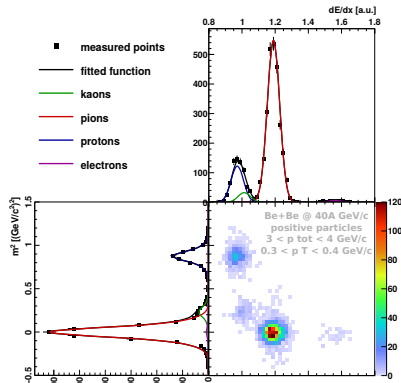 dE/dx [a.u.]
0.8 1 1.2 1.4 1.6 1.8
measured points
fitted function
kaons
pions
protons
electrons
500
400
300
200
100
0
m² [(GeV/c²)²]
1.5
1.0
0.5
0.0
-0.5
Be+Be @ 40A GeV/c
positive particles
3 < p tot < 4 GeV/c
0.3 < p T < 0.4 GeV/c
120
100
80
60
40
20
0